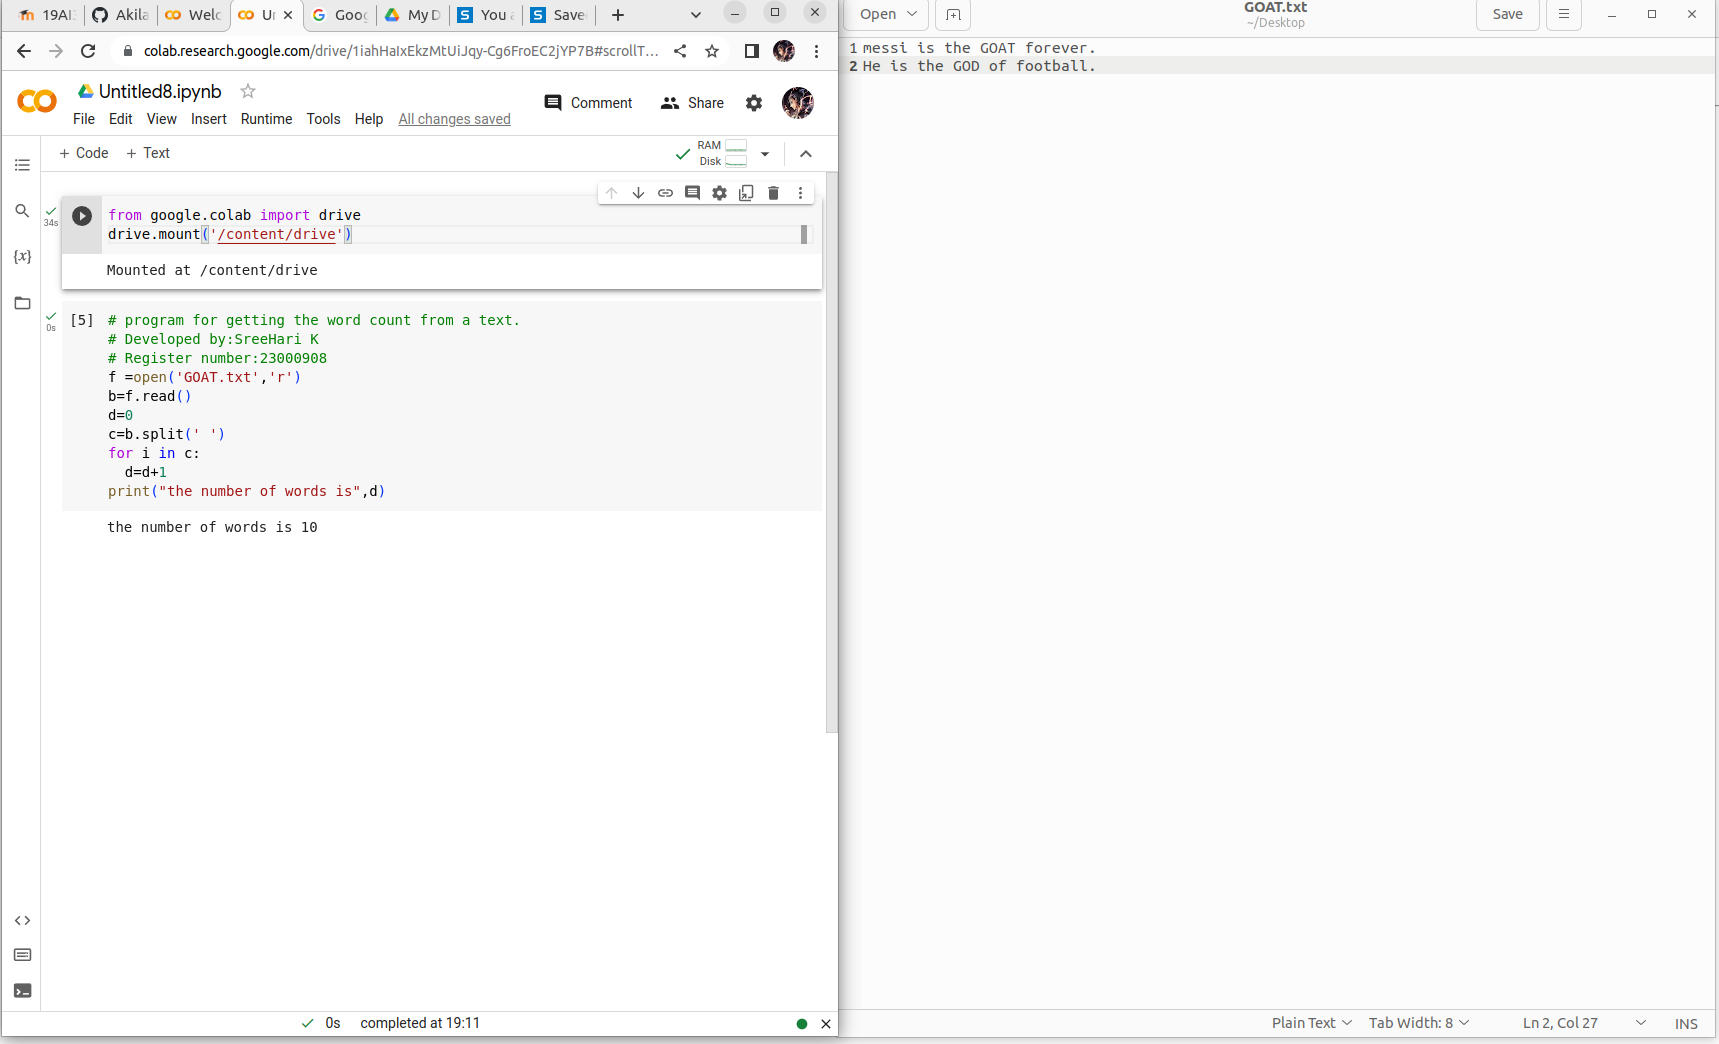 19AI
Akila
Welc
Un
Goog
My D
You a
Save
colab.research.google.com/drive/1iahHaIxEkzMtUiJqy-Cg6FroEC2jYP7B#scrollT...
Untitled8.ipynb
Comment
Share
File Edit View Insert Runtime Tools Help All changes saved
+ Code + Text
RAM
Disk
34s
from google.colab import drive
drive.mount('/content/drive')
Mounted at /content/drive
{x}
0s
[5] # program for getting the word count from a text.
# Developed by:SreeHari K
# Register number:23000908
f =open('GOAT.txt','r')
b=f.read()
d=0
c=b.split(' ')
for i in c:
  d=d+1
print("the number of words is",d)
the number of words is 10
0s completed at 19:11
Open
GOAT.txt
~/Desktop
Save
1 messi is the GOAT forever.
2 He is the GOD of football.
Plain Text Tab Width: 8 Ln 2, Col 27 INS